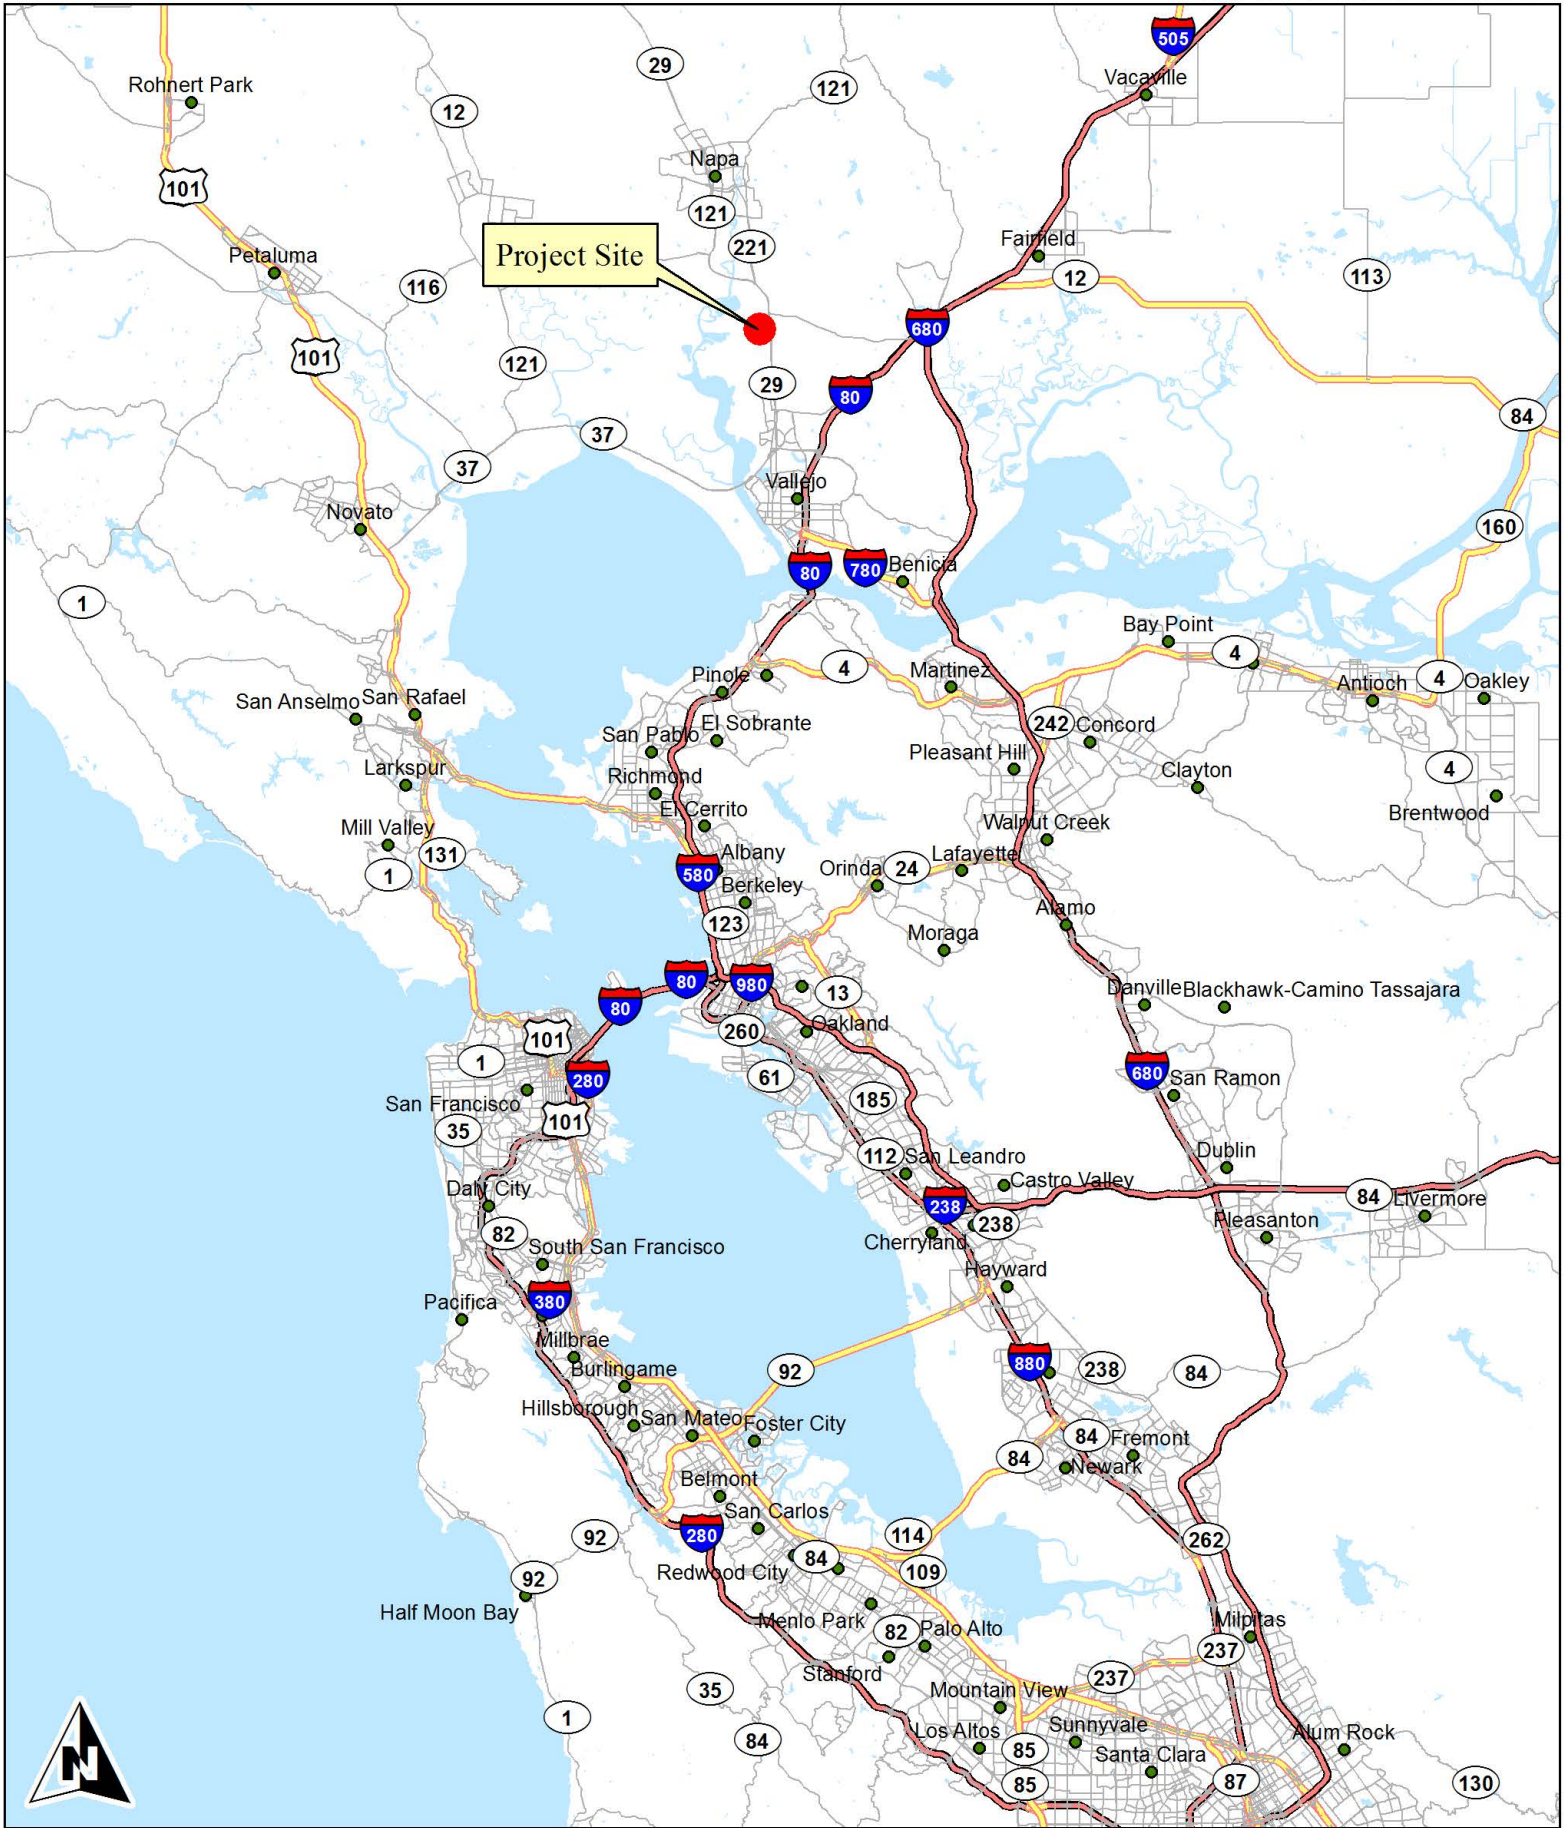 505
Vacaville
29
121
Rohnert Park
12
Napa
101
121
221
Fairfield
Project Site
Petaluma
116
12
113
680
101
121
29
80
84
37
37
Vallejo
Novato
160
80
780
Benicia
1
Bay Point
4
4
Martinez
Pinole
4
Antioch
Oakley
San Anselmo
San Rafael
El Sobrante
242
Concord
San Pablo
Pleasant Hill
Larkspur
Richmond
Clayton
4
El Cerrito
Brentwood
Mill Valley
Walnut Creek
131
Albany
Orinda
24
Lafayette
1
580
Berkeley
Alamo
123
Moraga
80
980
13
Danville
Blackhawk-Camino Tassajara
80
Oakland
260
101
1
61
280
680
San Ramon
San Francisco
185
101
35
Dublin
112
San Leandro
Castro Valley
Daly City
238
84
Livermore
238
82
Pleasanton
Cherryland
South San Francisco
Hayward
380
Pacifica
Millbrae
880
238
84
92
Burlingame
Hillsborough
San Mateo
Foster City
84
Fremont
84
Newark
Belmont
San Carlos
92
280
114
262
Redwood City
84
109
92
Half Moon Bay
Menlo Park
82
Palo Alto
Milpitas
237
Stanford
237
35
Mountain View
1
84
Los Altos
Sunnyvale
85
Santa Clara
Alum Rock
85
87
130
N